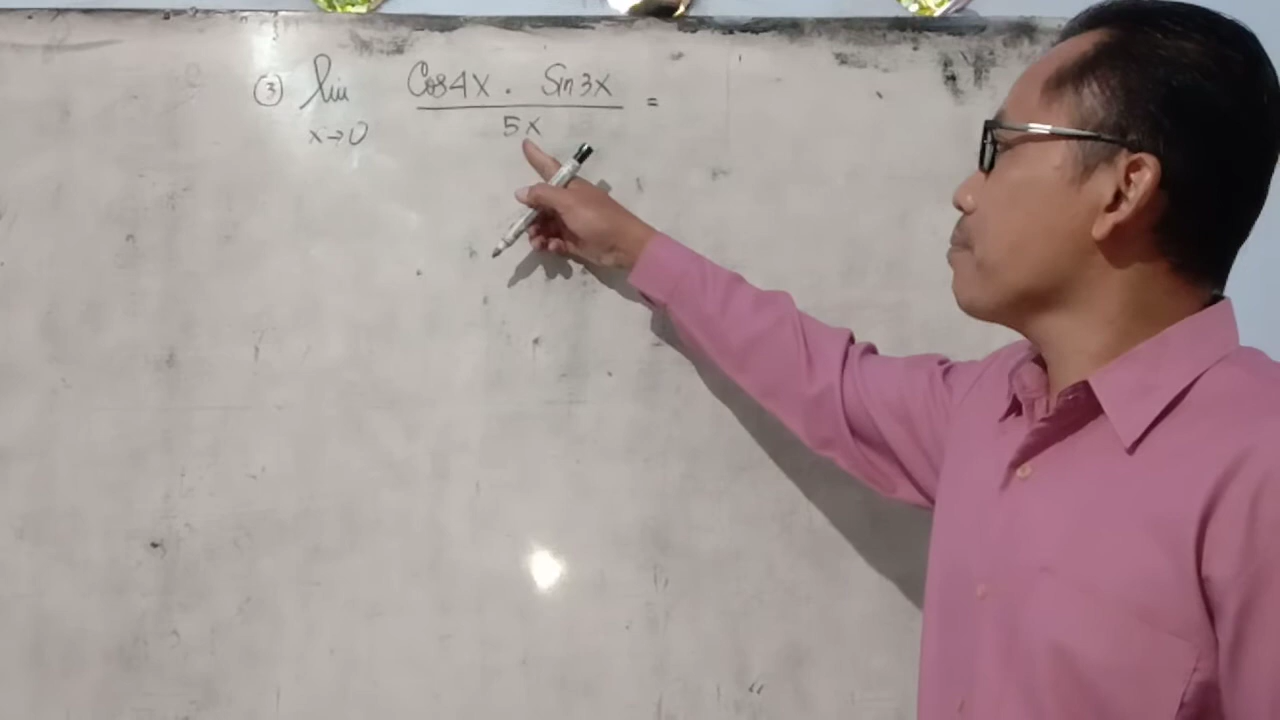 ③ lim Cos4x . Sin3x =
x→0 5x